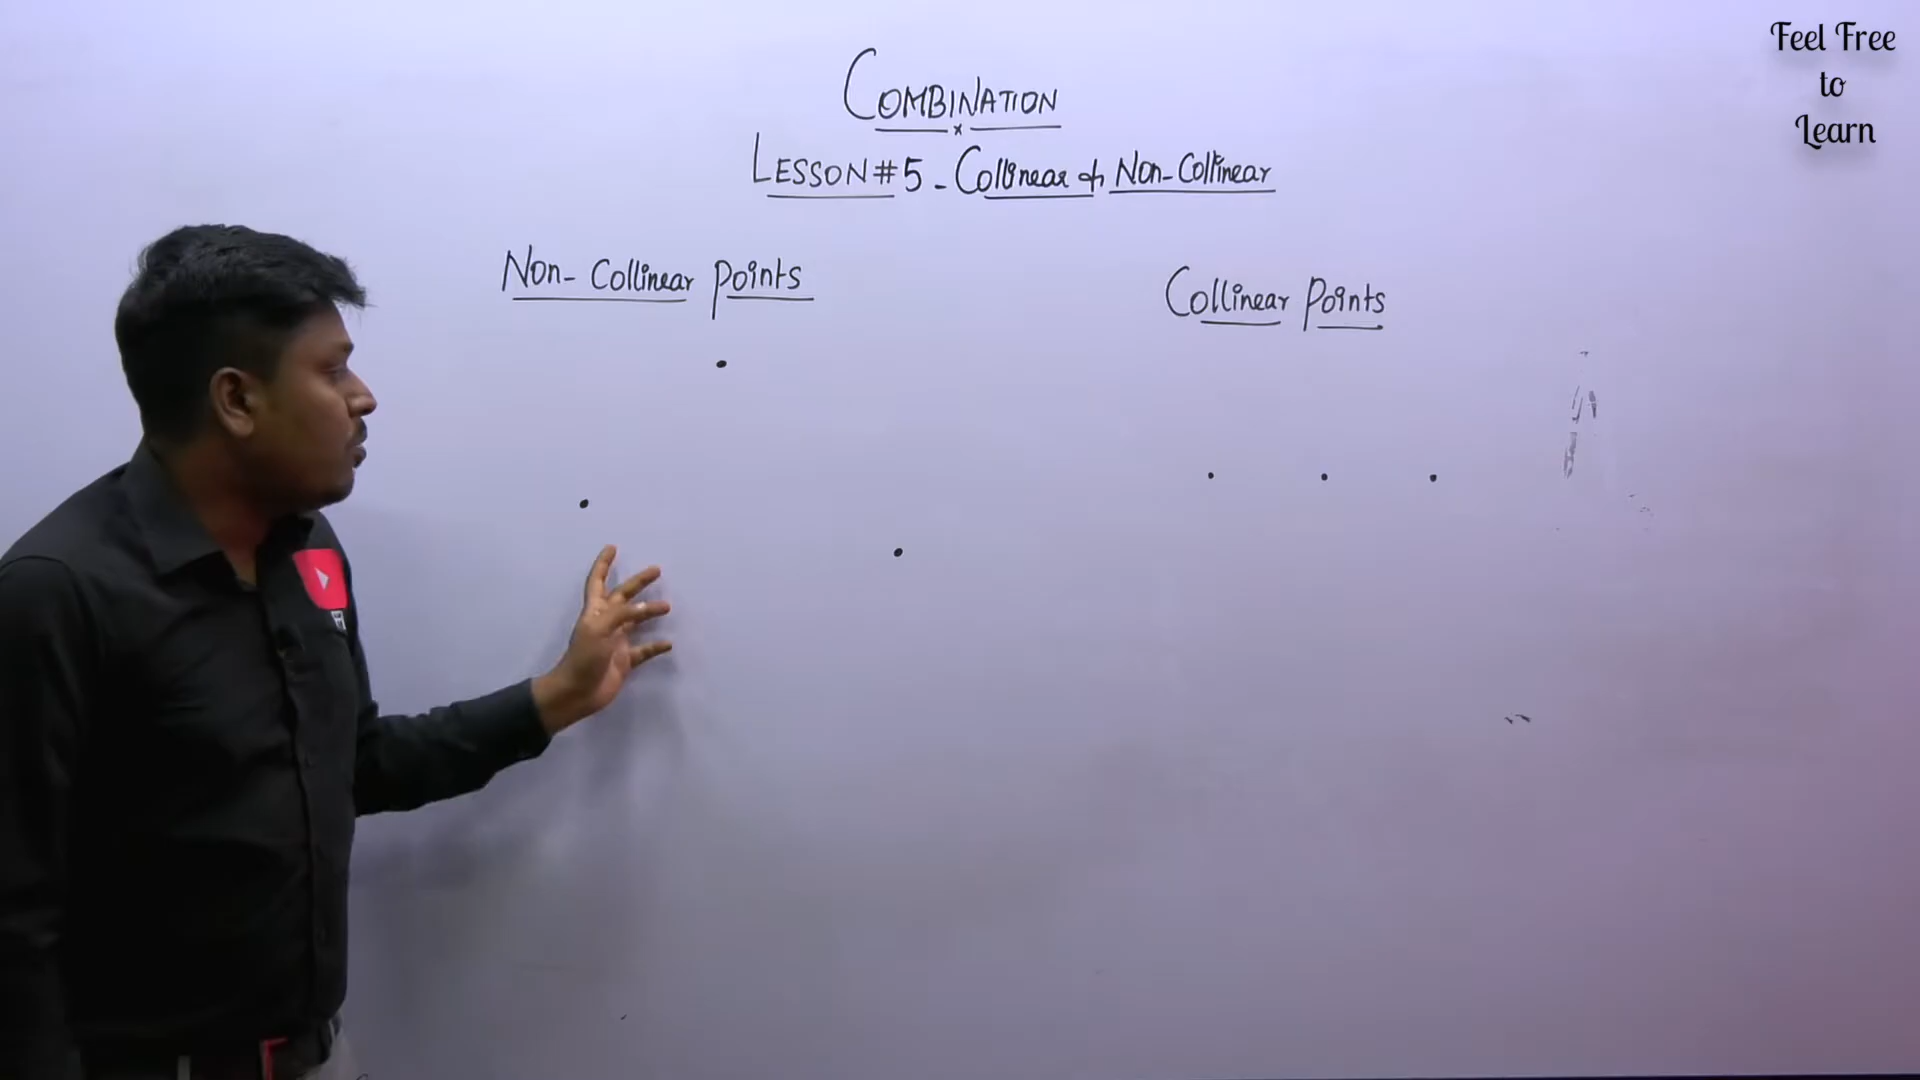 Feel Free
to
Learn
COMBINATION
LESSON #5 - Collinear & Non-Collinear
Non-Collinear points
Collinear points